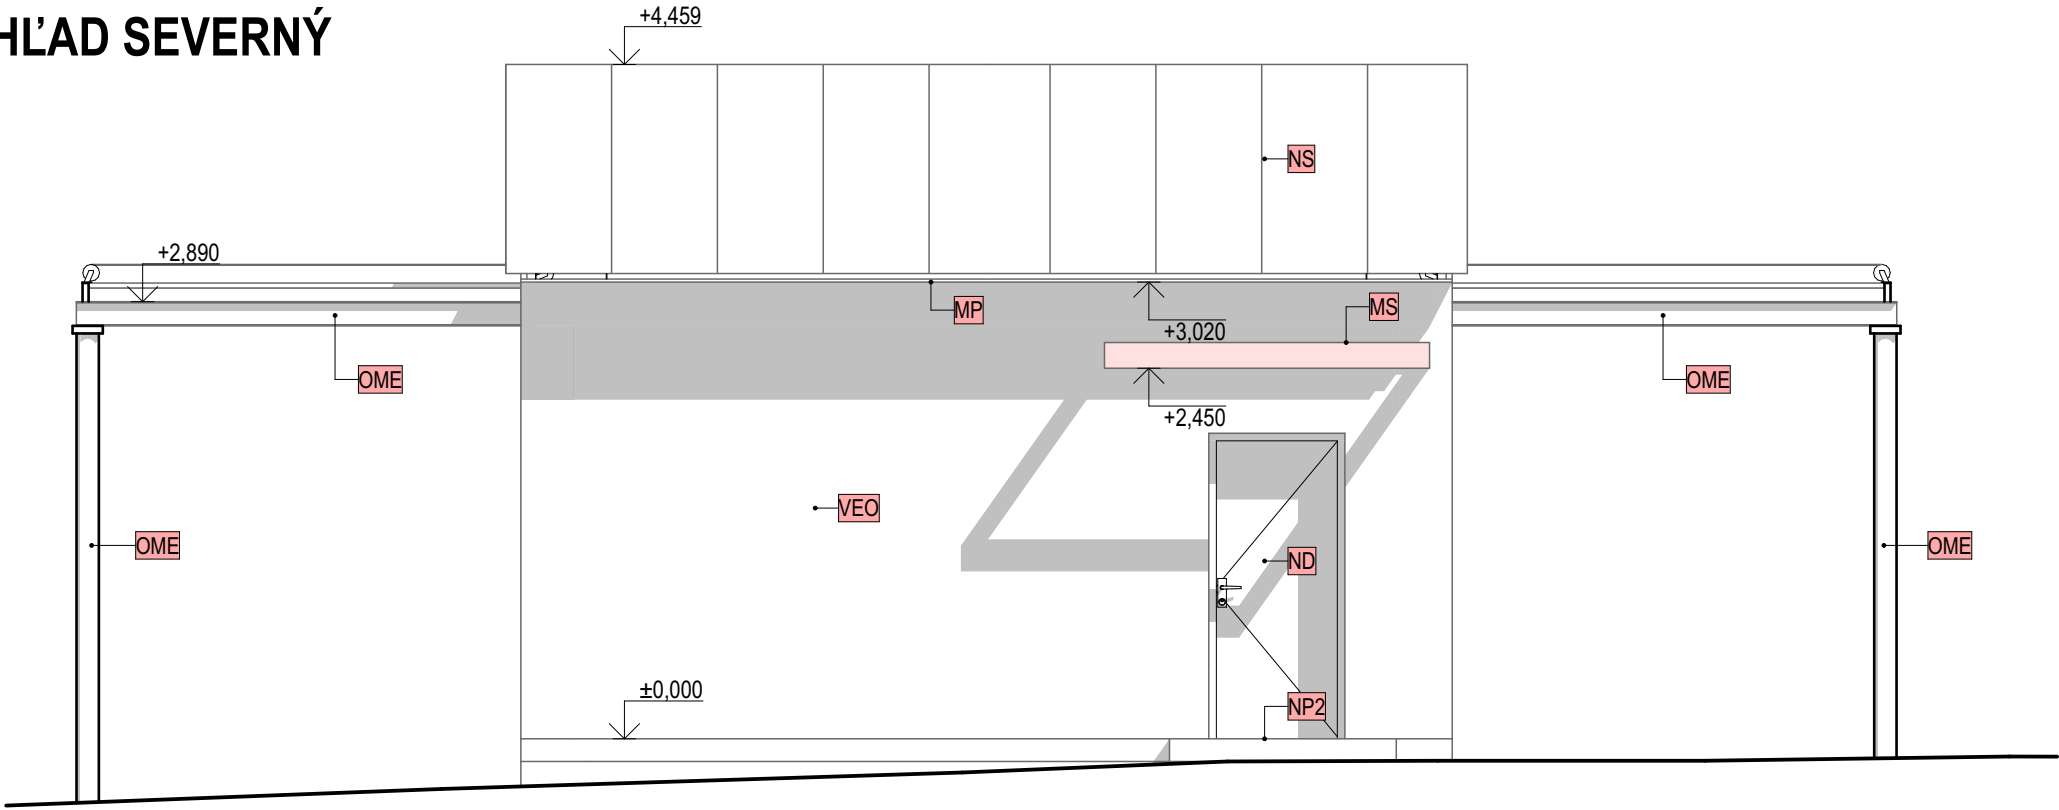 HĽAD SEVERNÝ
+4,459
NS
+2,890
MP
MS
+3,020
OME
OME
+2,450
VEO
OME
ND
OME
±0,000
NP2